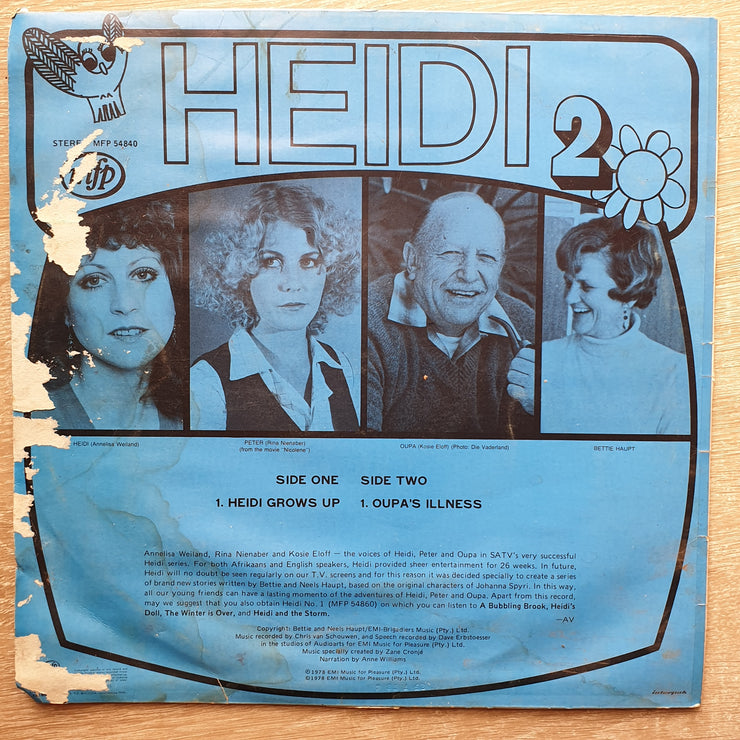 HEIDI 2
STEREO MFP 54840
mfp
HEIDI (Annelisa Weiland)
PETER (Rina Nienaber)
(from the movie "Nicolene")
OUPA (Kosie Eloff) (Photo: Die Vaderland)
BETTIE HAUPT
SIDE ONE SIDE TWO
1. HEIDI GROWS UP 1. OUPA'S ILLNESS
Annelisa Weiland, Rina Nienaber and Kosie Eloff — the voices of Heidi, Peter and Oupa in SATV's very successful
Heidi series. For both Afrikaans and English speakers, Heidi provided sheer entertainment for 26 weeks. In future,
Heidi will no doubt be seen regularly on our T.V. screens and for this reason it was decided specially to create a series
of brand new stories written by Bettie and Neels Haupt, based on the original characters of Johanna Spyri. In this way,
all our young friends can have a lasting momento of the adventures of Heidi, Peter and Oupa. Apart from this record,
may we suggest that you also obtain Heidi No. 1 (MFP 54860) on which you can listen to A Bubbling Brook, Heidi's
Doll, The Winter is Over, and Heidi and the Storm.
—AV
Copyright: Bettie and Neels Haupt/EMI-Brigadiers Music (Pty.) Ltd.
Music recorded by Chris van Schouwen, and Speech recorded by Dave Erbstoesser
in the studios of Audioarts for EMI Music for Pleasure (Pty.) Ltd.
Music specially created by Zane Cronjé
Narration by Anne Williams
℗1978 EMI Music for Pleasure (Pty.) Ltd.
©1978 EMI Music for Pleasure (Pty.) Ltd.